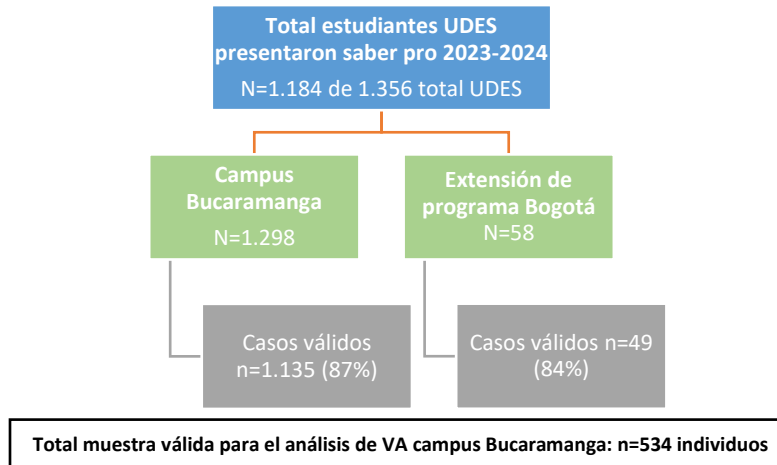 Total estudiantes UDES
presentaron saber pro 2023-2024
N=1.184 de 1.356 total UDES
Campus
Bucaramanga
N=1.298
Extensión de
programa Bogotá
N=58
Casos válidos
n=1.135 (87%)
Casos válidos n=49
(84%)
Total muestra válida para el análisis de VA campus Bucaramanga: n=534 individuos